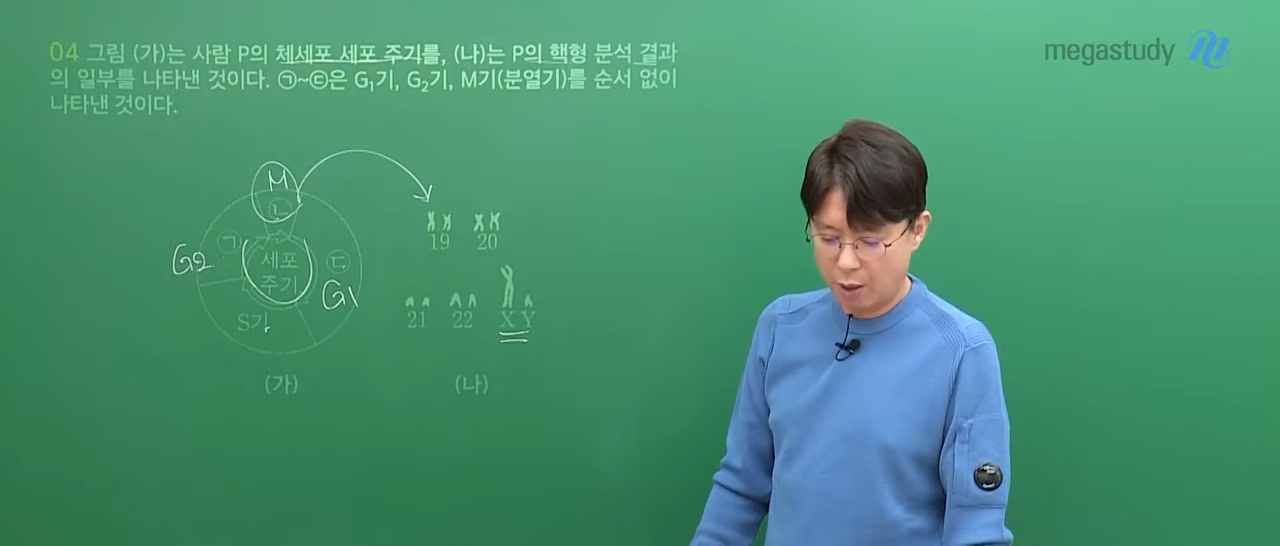 megastudy
04 그림 (가)는 사람 P의 체세포 세포 주기를, (나)는 P의 핵형 분석 결과
의 일부를 나타낸 것이다. ㉠~㉢은 G₁기, G₂기, M기(분열기)를 순서 없이
나타낸 것이다.
M
㉡
㉠
㉢
G2
세포
주기
G1
S기
(가)
19 20
21 22 X Y
(나)